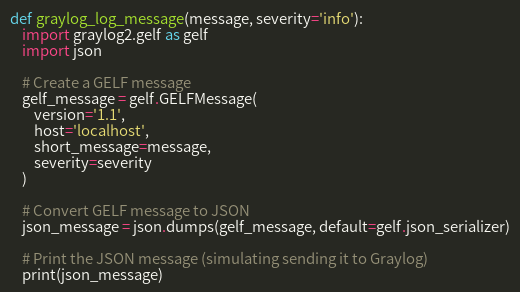 def graylog_log_message(message, severity='info'):
    import graylog2.gelf as gelf
    import json

    # Create a GELF message
    gelf_message = gelf.GELFMessage(
        version='1.1',
        host='localhost',
        short_message=message,
        severity=severity
    )

    # Convert GELF message to JSON
    json_message = json.dumps(gelf_message, default=gelf.json_serializer)

    # Print the JSON message (simulating sending it to Graylog)
    print(json_message)